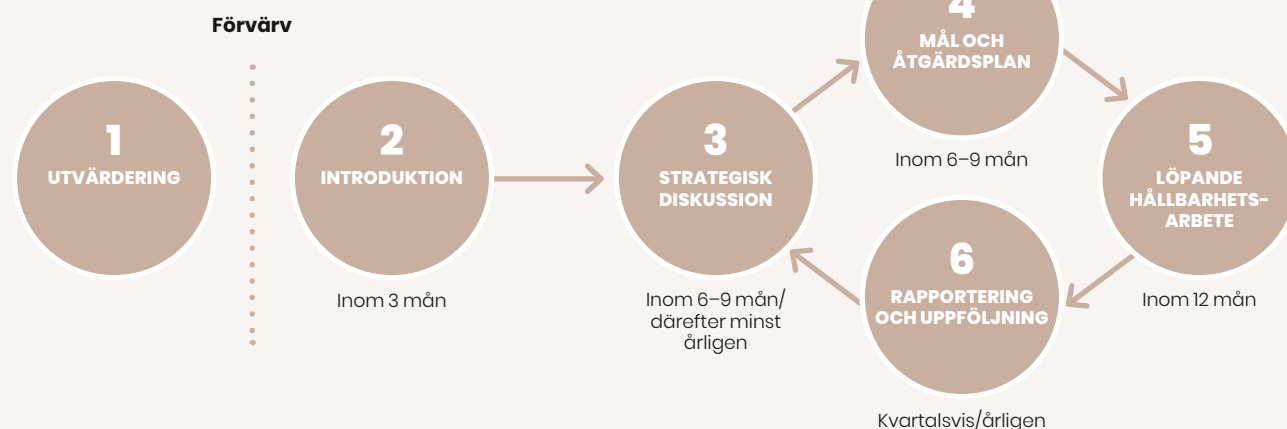 Förvärv
1
UTVÄRDERING
2
INTRODUKTION
Inom 3 mån
3
STRATEGISK
DISKUSSION
Inom 6–9 mån/
därefter minst
årligen
4
MÅL OCH
ÅTGÄRDSPLAN
Inom 6–9 mån
5
LÖPANDE
HÅLLBARHETS-
ARBETE
Inom 12 mån
6
RAPPORTERING
OCH UPPFÖLJNING
Kvartalsvis/årligen